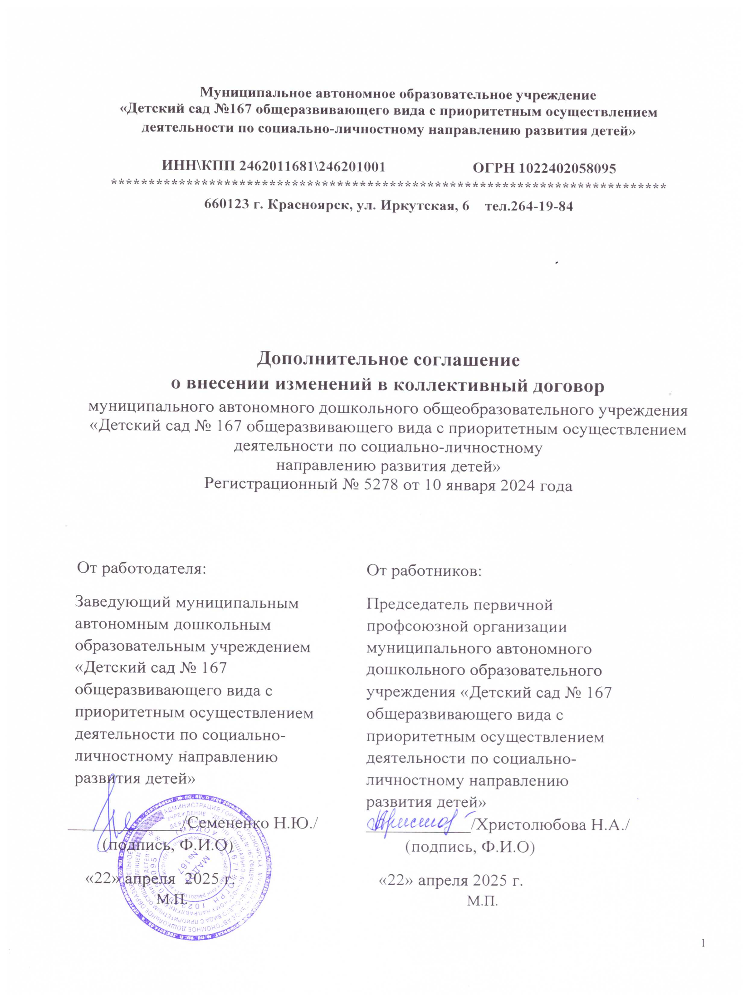 Муниципальное автономное образовательное учреждение
«Детский сад №167 общеразвивающего вида с приоритетным осуществлением
деятельности по социально-личностному направлению развития детей»
ИНН\КПП 2462011681\246201001 ОГРН 1022402058095
**************************************************************************
660123 г. Красноярск, ул. Иркутская, 6 тел.264-19-84
Дополнительное соглашение
о внесении изменений в коллективный договор
муниципального автономного дошкольного общеобразовательного учреждения
«Детский сад № 167 общеразвивающего вида с приоритетным осуществлением
деятельности по социально-личностному
направлению развития детей»
Регистрационный № 5278 от 10 января 2024 года
От работодателя:
Заведующий муниципальным
автономным дошкольным
образовательным учреждением
«Детский сад № 167
общеразвивающего вида с
приоритетным осуществлением
деятельности по социально-
личностному направлению
развития детей»
/Семененко Н.Ю./
(подпись, Ф.И.О)
«22» апреля 2025 г.
М.П.
От работников:
Председатель первичной
профсоюзной организации
муниципального автономного
дошкольного образовательного
учреждения «Детский сад № 167
общеразвивающего вида с
приоритетным осуществлением
деятельности по социально-
личностному направлению
развития детей»
/Христолюбова Н.А./
(подпись, Ф.И.О)
«22» апреля 2025 г.
М.П.
МАДОУ
№167
1